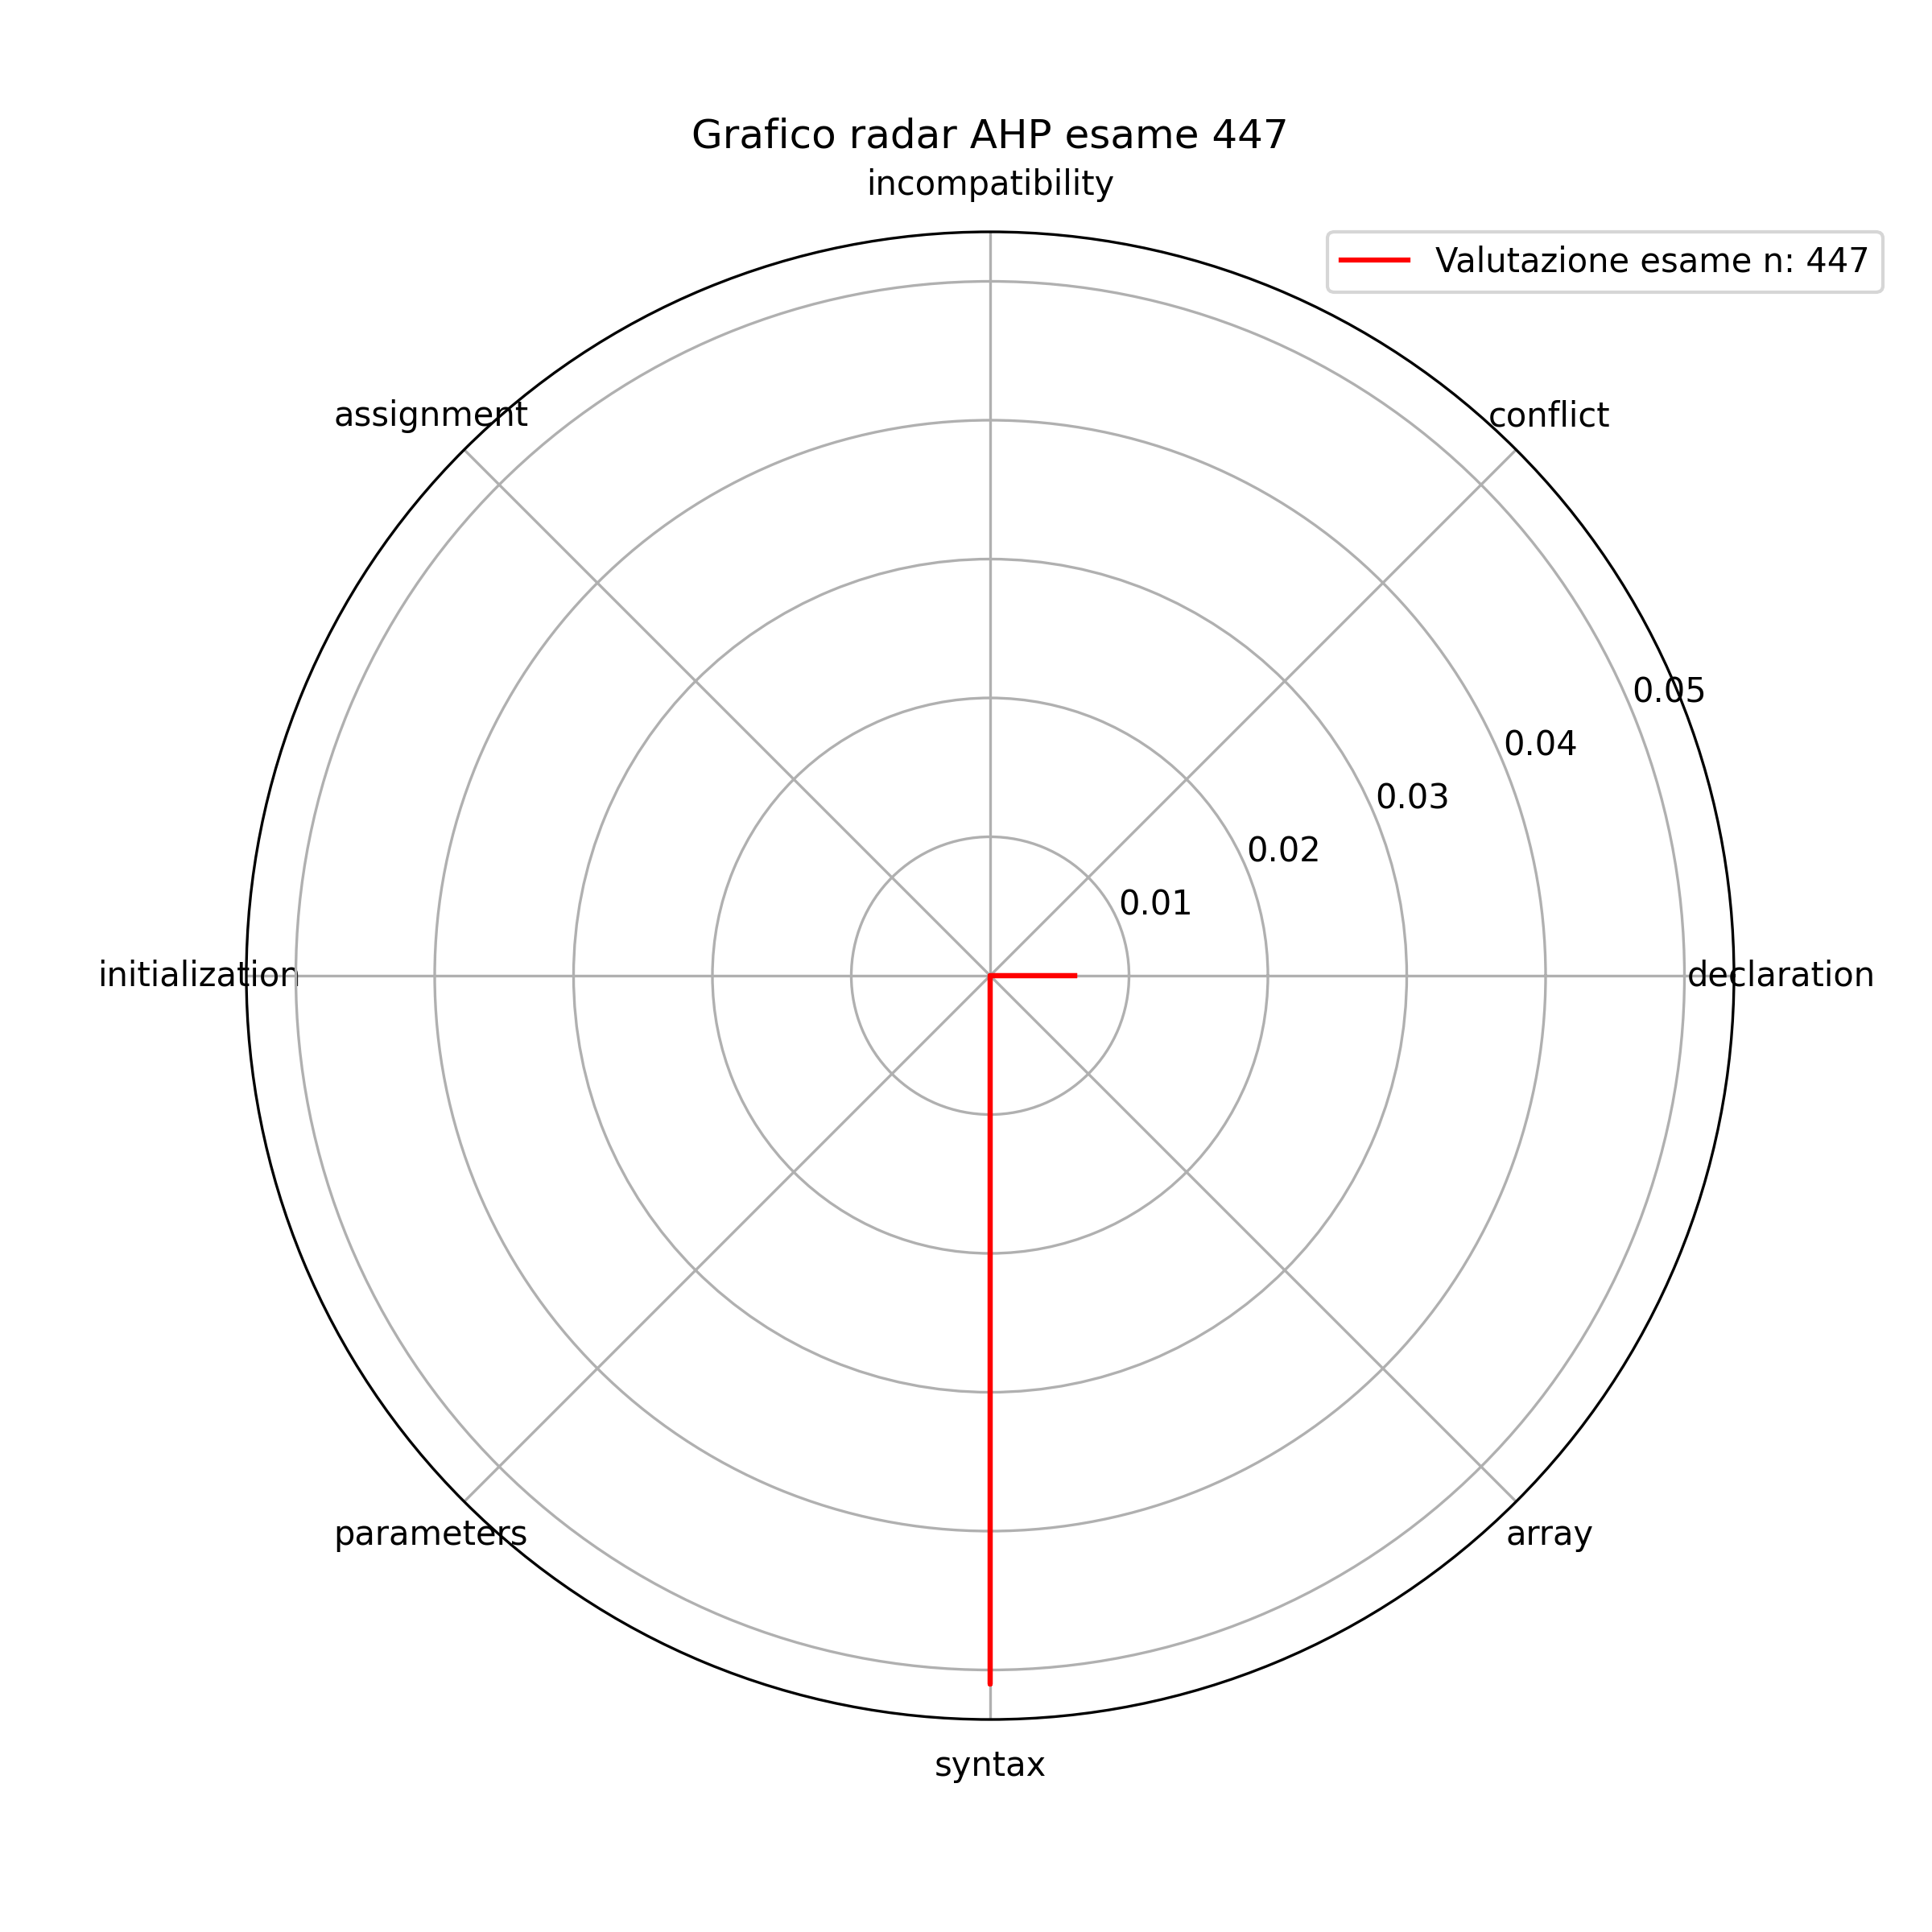 Grafico radar AHP esame 447
incompatibility
Valutazione esame n: 447
assignment
conflict
0.05
0.04
0.03
0.02
0.01
initialization
declaration
parameters
array
syntax